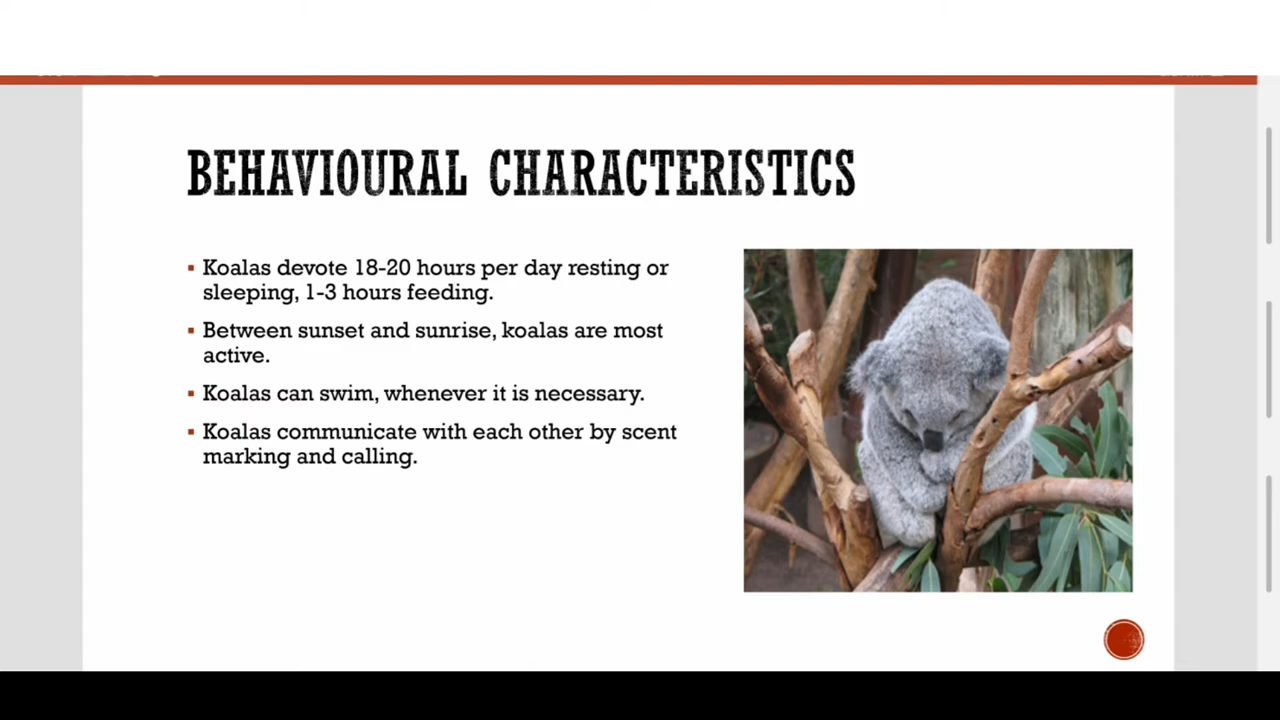 BEHAVIOURAL CHARACTERISTICS
▪ Koalas devote 18-20 hours per day resting or
sleeping, 1-3 hours feeding.
▪ Between sunset and sunrise, koalas are most
active.
▪ Koalas can swim, whenever it is necessary.
▪ Koalas communicate with each other by scent
marking and calling.